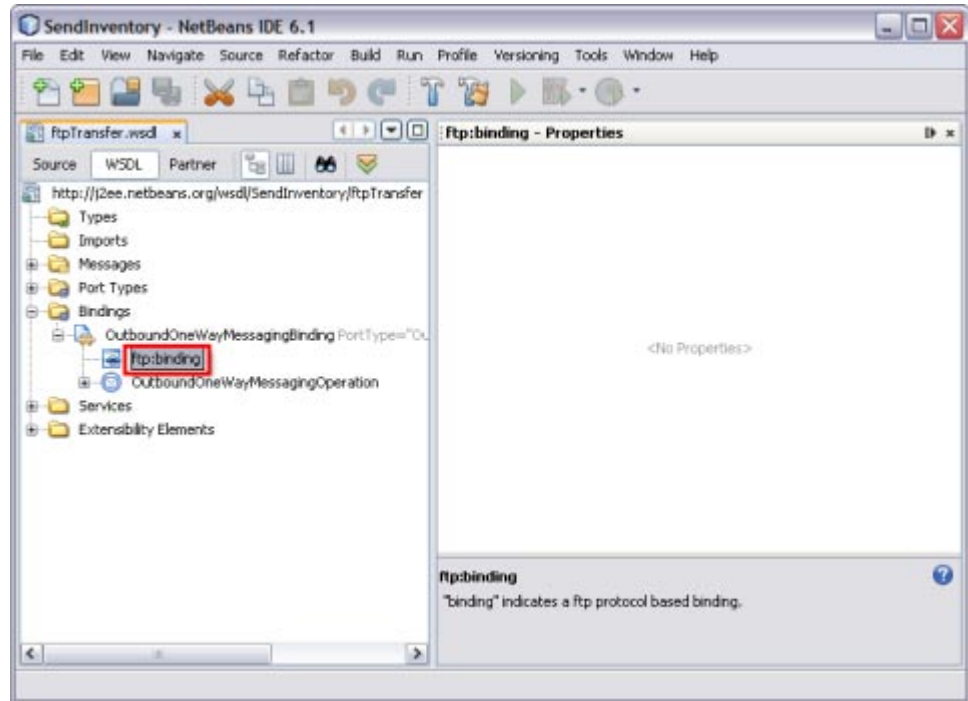 SendInventory - NetBeans IDE 6.1
File Edit View Navigate Source Refactor Build Run Profile Versioning Tools Window Help
ftpTransfer.wsdl
ftp:binding - Properties
Source WSDL Partner
http://j2ee.netbeans.org/wsdl/SendInventory/ftpTransfer
Types
Imports
Messages
Port Types
Bindings
OutboundOneWayMessagingBinding PortType="Ou
ftp:binding
OutboundOneWayMessagingOperation
Services
Extensibility Elements
<No Properties>
ftp:binding
"binding" indicates a ftp protocol based binding.